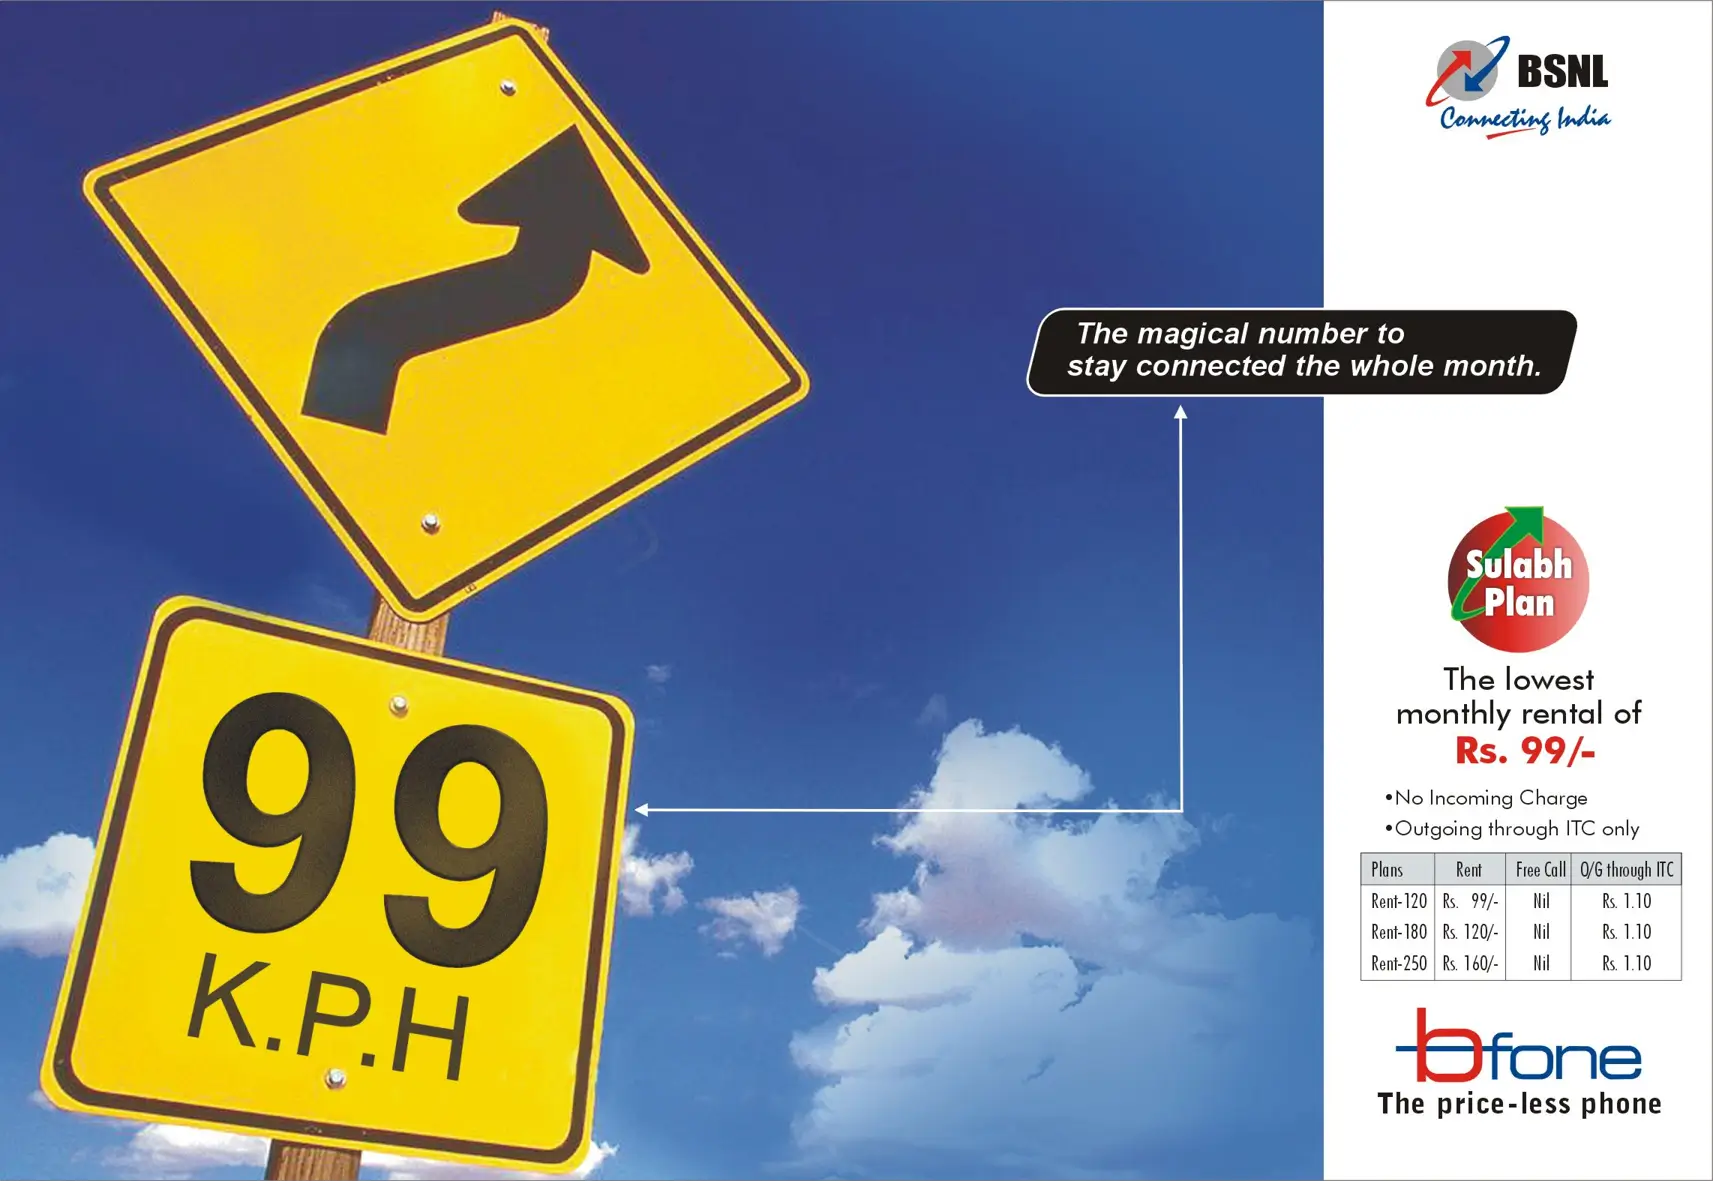 BSNL
Connecting India
The magical number to
stay connected the whole month.
99
K.P.H
Sulabh
Plan
The lowest
monthly rental of
Rs. 99/-
•No Incoming Charge
•Outgoing through ITC only
Plans Rent Free Call O/G through ITC
Rent-120 Rs. 99/- Nil Rs. 1.10
Rent-180 Rs. 120/- Nil Rs. 1.10
Rent-250 Rs. 160/- Nil Rs. 1.10
bfone
The price-less phone